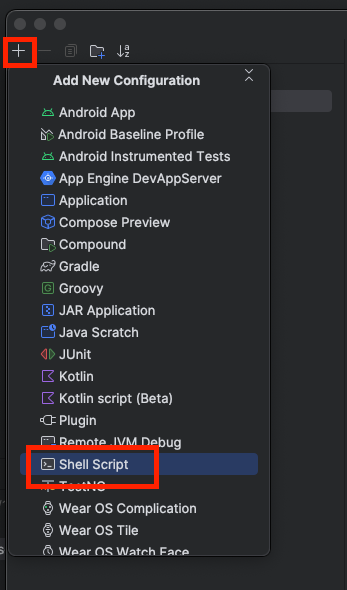 Add New Configuration
Android App
Android Baseline Profile
Android Instrumented Tests
App Engine DevAppServer
Application
Compose Preview
Compound
Gradle
Groovy
JAR Application
Java Scratch
JUnit
Kotlin
Kotlin script (Beta)
Plugin
Remote JVM Debug
Shell Script
TestNG
Wear OS Complication
Wear OS Tile
Wear OS Watch Face